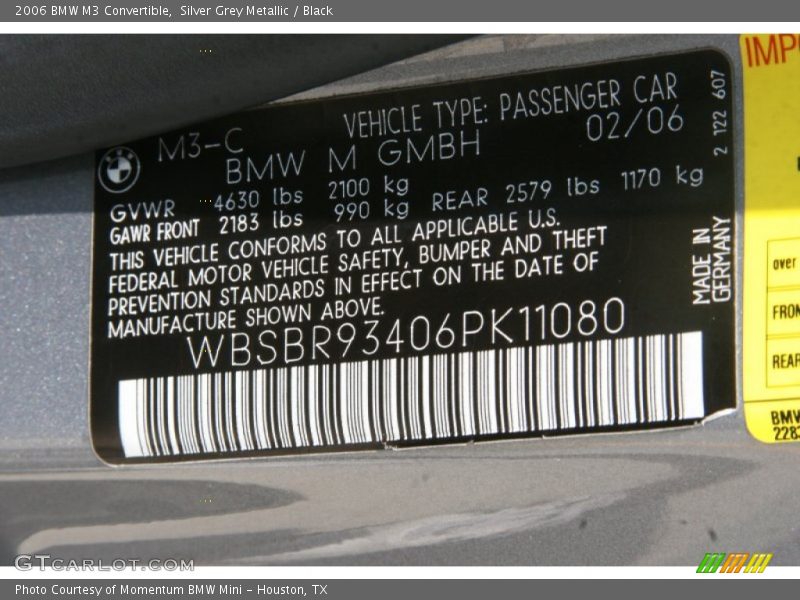 2006 BMW M3 Convertible,  Silver Grey Metallic / Black
M3-C
VEHICLE TYPE: PASSENGER CAR
BMW M GMBH
02/06
2 122 607
GVWR 4630 lbs 2100 kg
GAWR FRONT 2183 lbs 990 kg REAR 2579 lbs 1170 kg
THIS VEHICLE CONFORMS TO ALL APPLICABLE U.S.
FEDERAL MOTOR VEHICLE SAFETY, BUMPER AND THEFT
PREVENTION STANDARDS IN EFFECT ON THE DATE OF
MANUFACTURE SHOWN ABOVE.
MADE IN
GERMANY
WBSBR93406PK11080
over
REAR
BMW
GTCARLOT.COM
Photo Courtesy of Momentum BMW Mini - Houston, TX